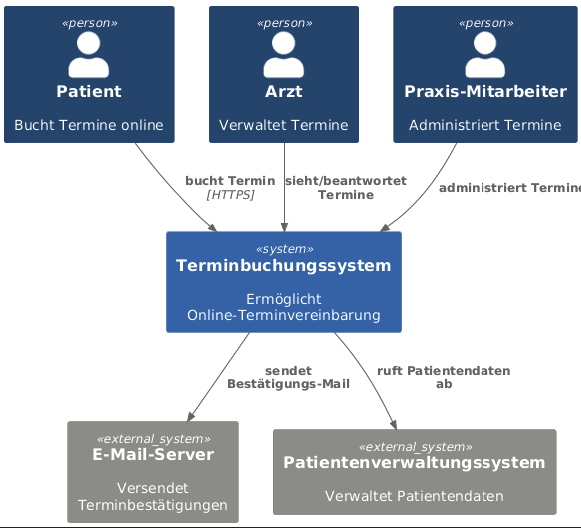 «person»
Patient
Bucht Termine online
«person»
Arzt
Verwaltet Termine
«person»
Praxis-Mitarbeiter
Administriert Termine
bucht Termin
[HTTPS]
sieht/beantwortet
Termine
administriert Termine
«system»
Terminbuchungssystem
Ermöglicht
Online-Terminvereinbarung
sendet
Bestätigungs-Mail
ruft Patientendaten
ab
«external_system»
E-Mail-Server
Versendet
Terminbestätigungen
«external_system»
Patientenverwaltungssystem
Verwaltet Patientendaten